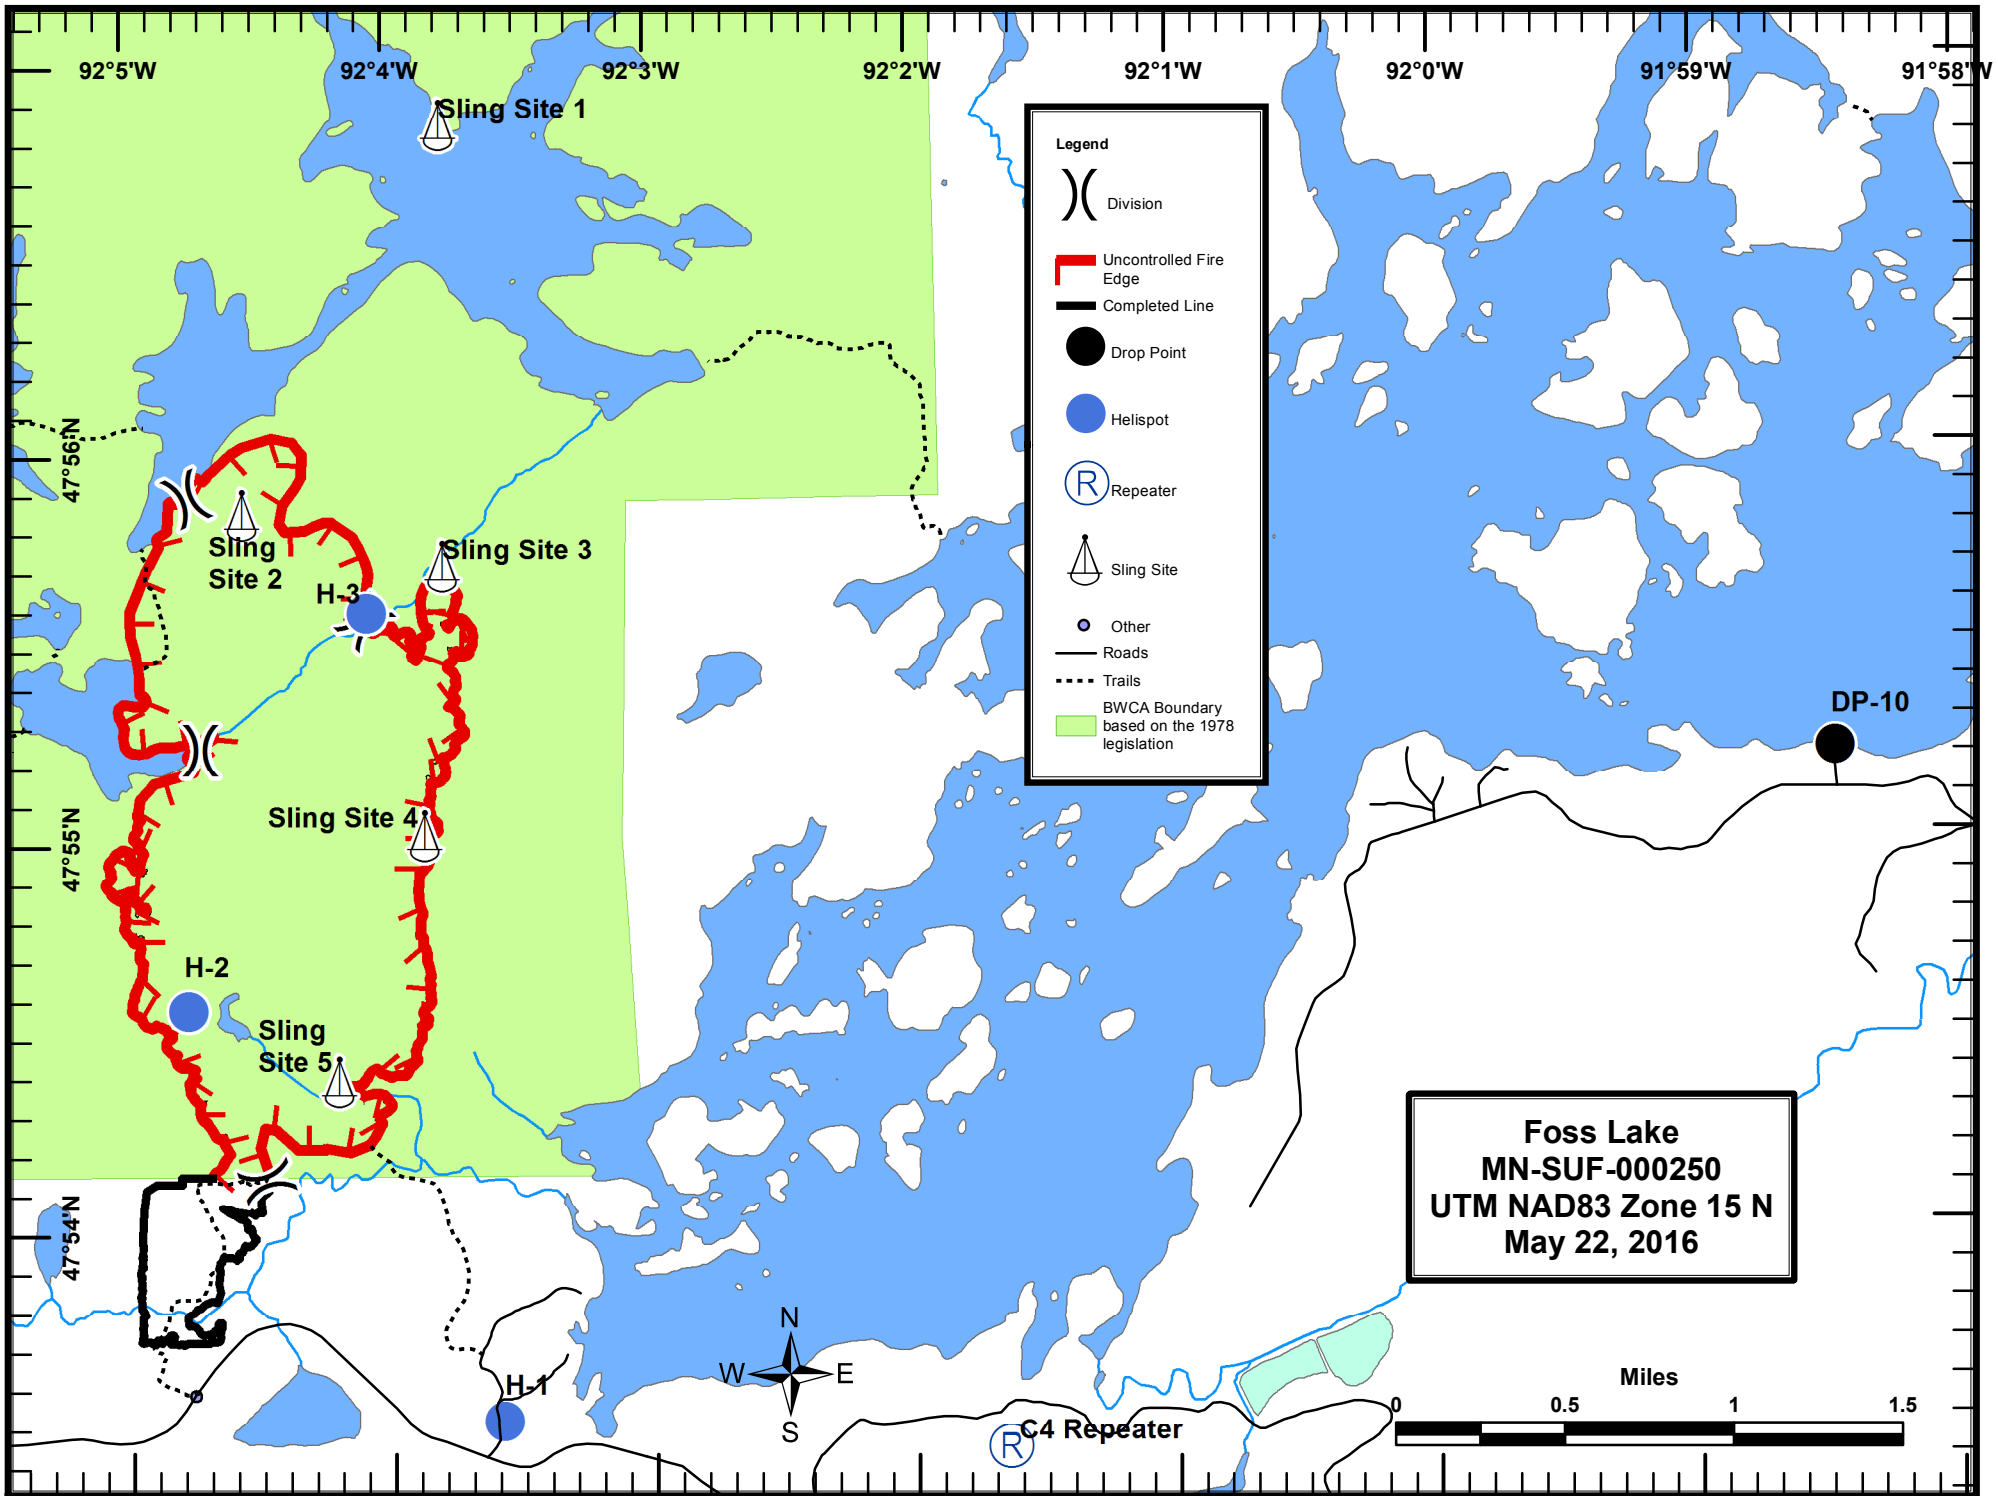 92°5'W
92°4'W
92°3'W
92°2'W
92°1'W
92°0'W
91°59'W
91°58'W
Sling Site 1
Legend
Division
Uncontrolled Fire
Edge
Completed Line
Drop Point
Helispot
R
Repeater
Sling Site
Other
Roads
Trails
BWCA Boundary
based on the 1978
legislation
47°56'N
Sling
Site 2
Sling Site 3
H-3
DP-10
Sling Site 4
47°55'N
H-2
Sling
Site 5
Foss Lake
MN-SUF-000250
UTM NAD83 Zone 15 N
May 22, 2016
47°54'N
N
W
E
S
H-1
R
C4 Repeater
Miles
0
0.5
1
1.5